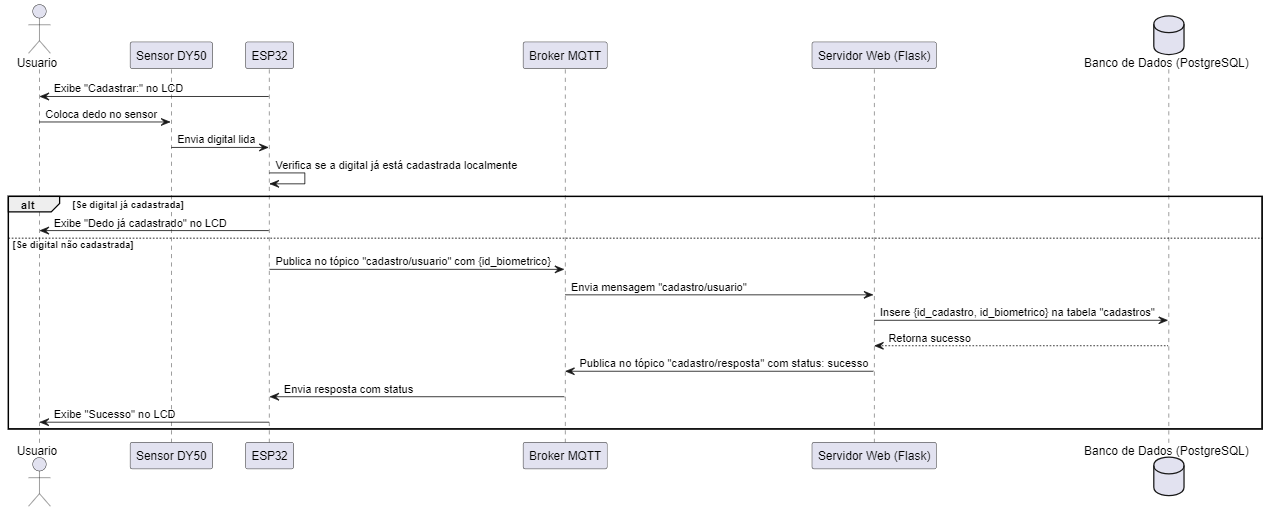 Usuario
Sensor DY50
ESP32
Broker MQTT
Servidor Web (Flask)
Banco de Dados (PostgreSQL)
Exibe "Cadastrar:" no LCD
Coloca dedo no sensor
Envia digital lida
Verifica se a digital já está cadastrada localmente
alt
[Se digital já cadastrada]
Exibe "Dedo já cadastrado" no LCD
[Se digital não cadastrada]
Publica no tópico "cadastro/usuario" com {id_biometrico}
Envia mensagem "cadastro/usuario"
Insere {id_cadastro, id_biometrico} na tabela "cadastros"
Retorna sucesso
Publica no tópico "cadastro/resposta" com status: sucesso
Envia resposta com status
Exibe "Sucesso" no LCD
Usuario
Sensor DY50
ESP32
Broker MQTT
Servidor Web (Flask)
Banco de Dados (PostgreSQL)